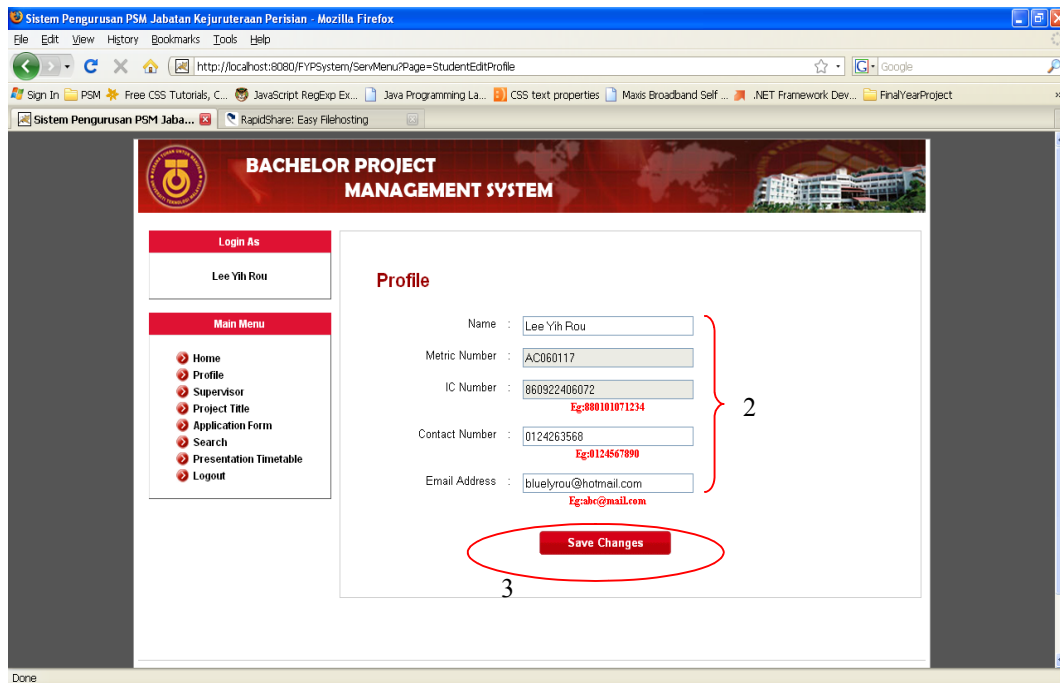 Sistem Pengurusan PSM Jabatan Kejuruteraan Perisian - Mozilla Firefox
File Edit View History Bookmarks Tools Help
http://localhost:8080/FYPSystem/ServMenu?Page=StudentEditProfile
G Google
Sign In PSM Free CSS Tutorials, C... JavaScript RegExp Ex... Java Programming La... CSS text properties Maxis Broadband Self ... .NET Framework Dev... FinalYearProject »
Sistem Pengurusan PSM Jaba... RapidShare: Easy Filehosting
BACHELOR PROJECT
MANAGEMENT SYSTEM
Login As
Lee Yih Rou
Main Menu
Home
Profile
Supervisor
Project Title
Application Form
Search
Presentation Timetable
Logout
Profile
Name : Lee Yih Rou
Metric Number : AC060117
IC Number : 860922406072
Eg:880101071234
Contact Number : 0124263568
Eg:0124567890
Email Address : bluelyrou@hotmail.com
Eg:abc@mail.com
2
Save Changes
3
Done